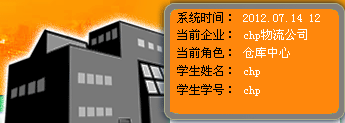 系统时间： 2012.07.14 12
当前企业： chp物流公司
当前角色： 仓库中心
学生姓名： chp
学生学号： chp